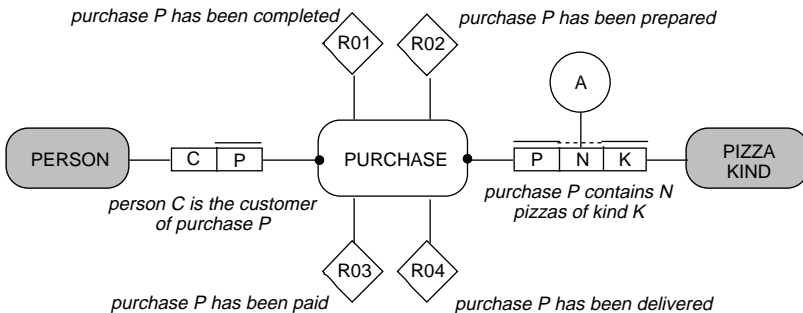 purchase P has been completed
purchase P has been prepared
R01
R02
A
PERSON
C
P
PURCHASE
P
N
K
PIZZA
KIND
person C is the customer
of purchase P
purchase P contains N
pizzas of kind K
R03
R04
purchase P has been paid
purchase P has been delivered